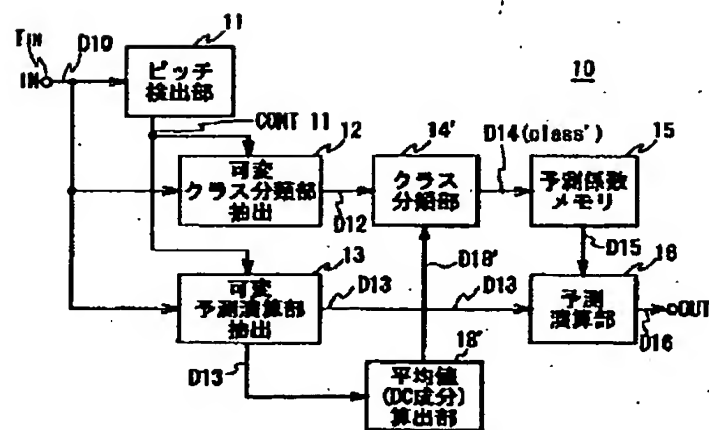 11
TIN
IN
D10
ピッチ
検出部
10
CONT 11
12
可変
クラス分類部
抽出
D12
14'
クラス
分類部
D14(class')
15
予測係数
メモリ
D15
D18'
13
可変
予測演算部
抽出
D13
D13
16
予測
演算部
OUT
D16
D13
18'
平均値
(DC成分)
算出部